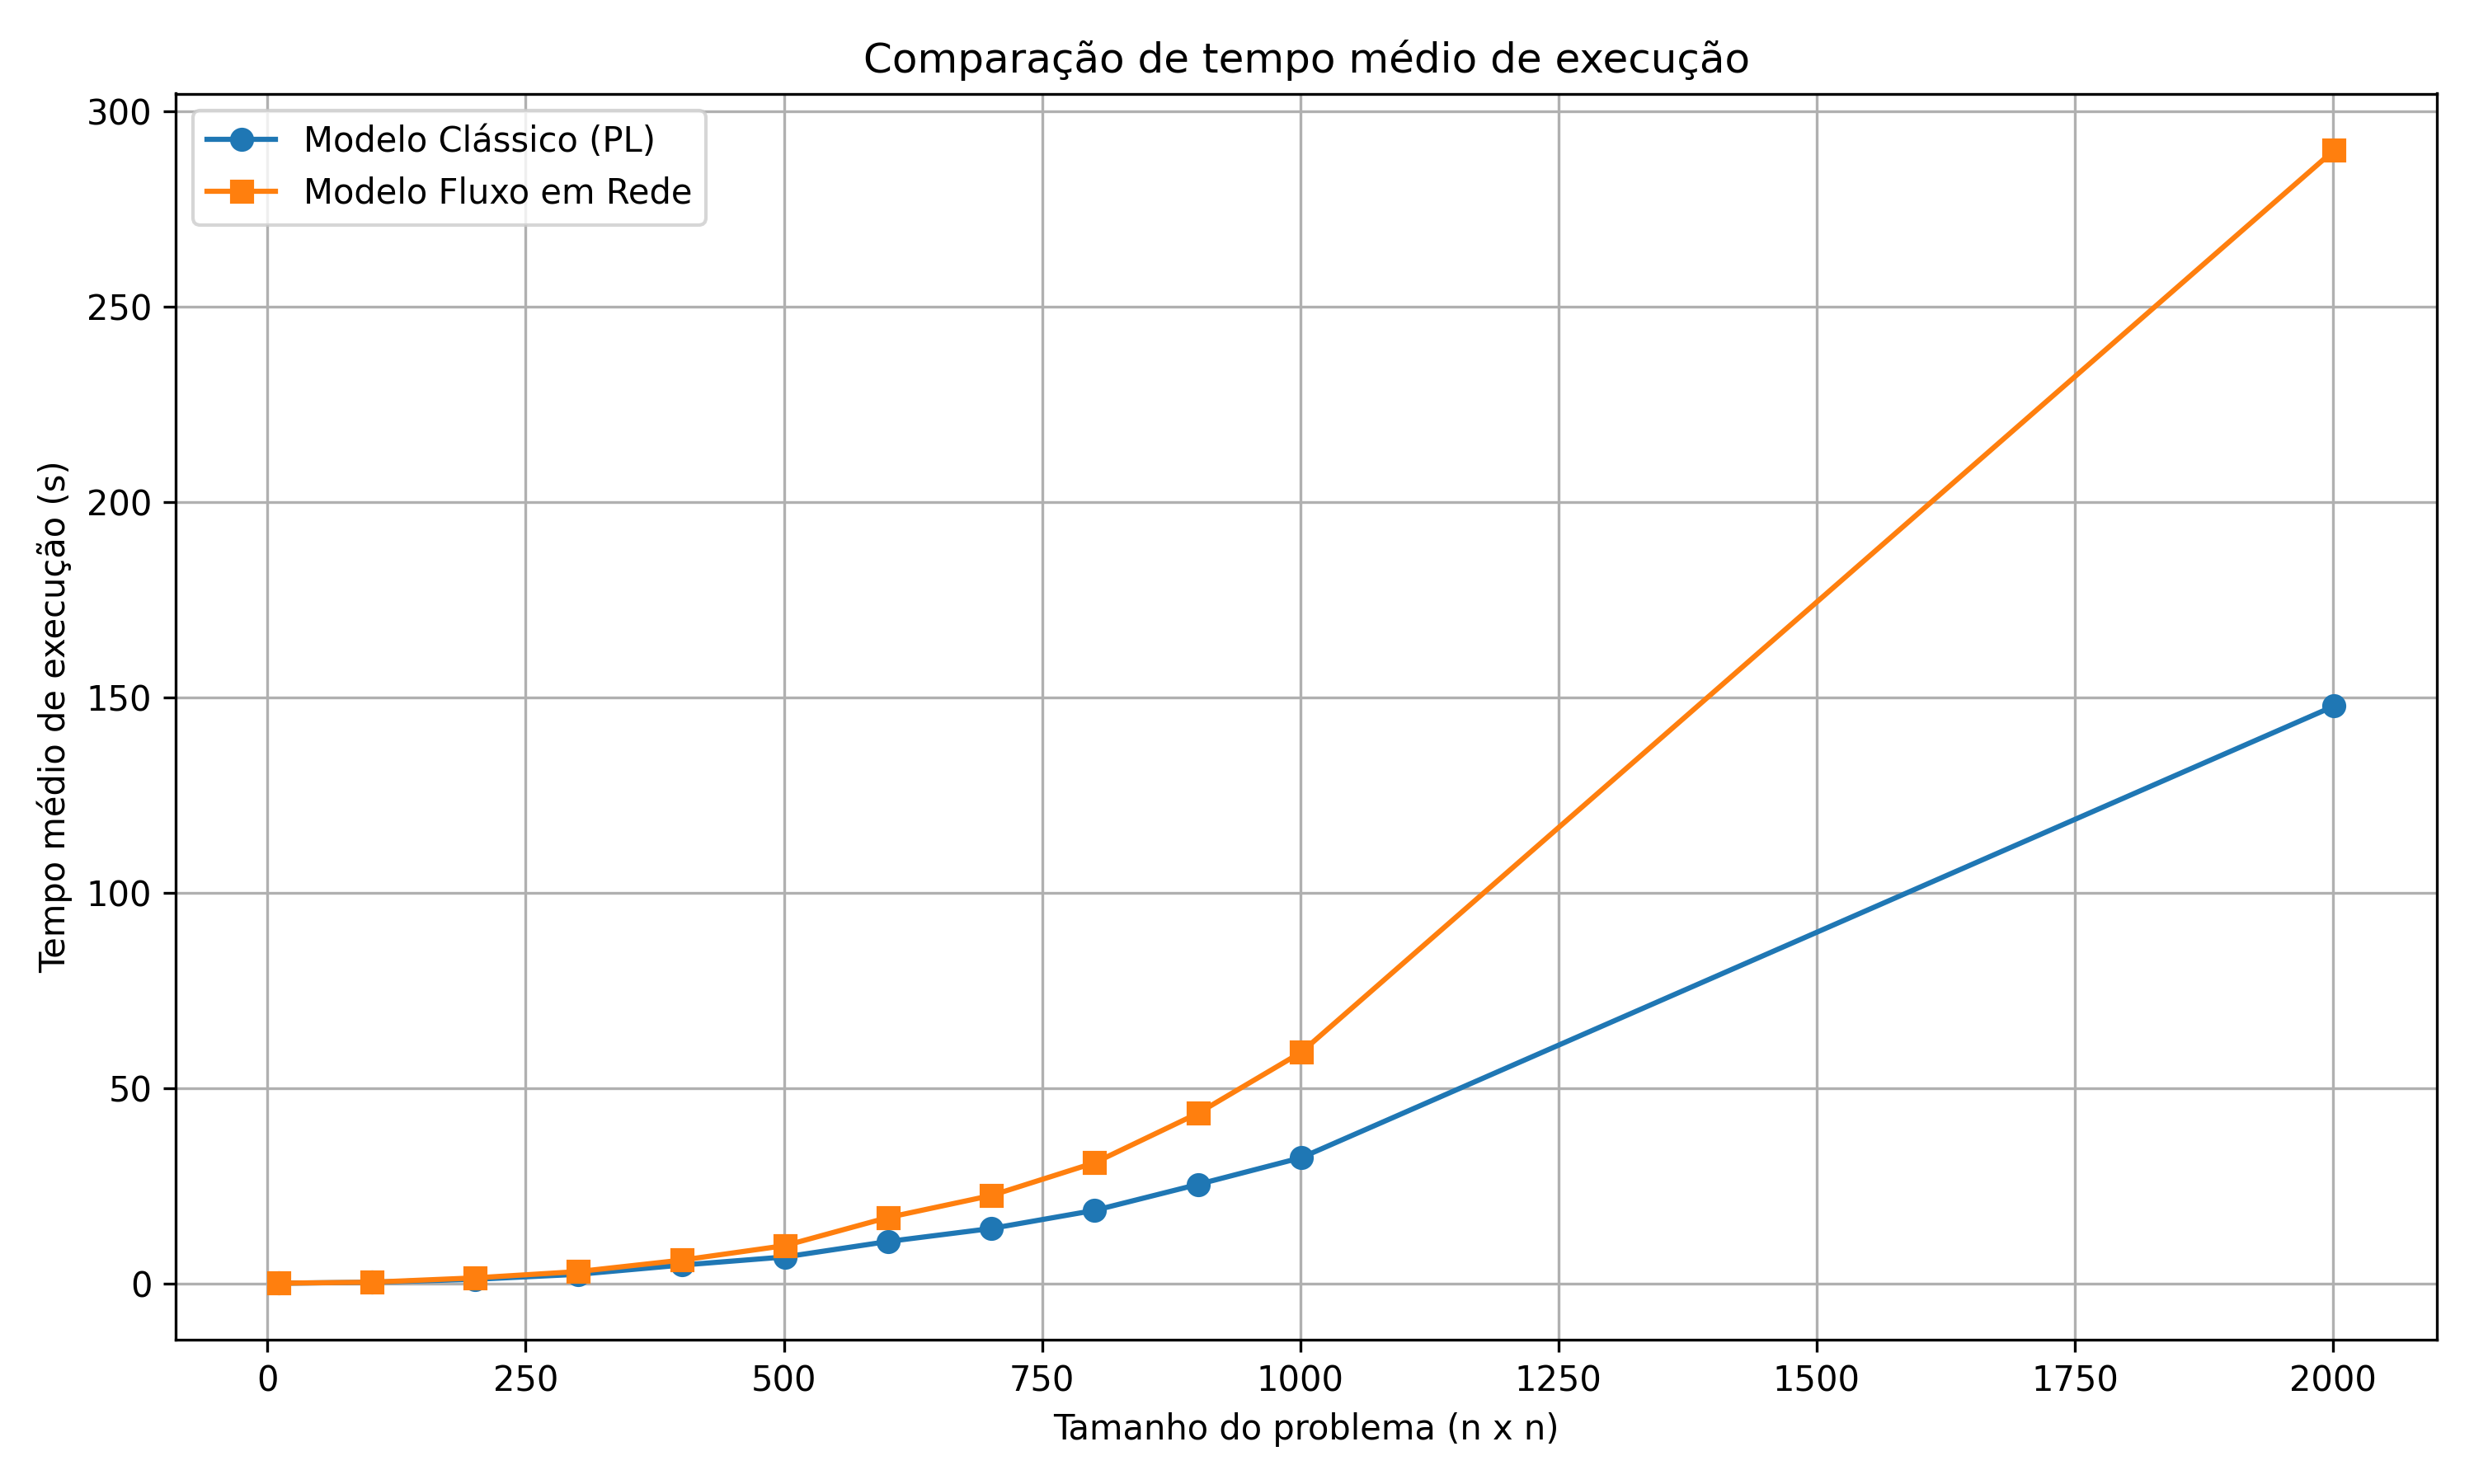 Comparação de tempo médio de execução
Modelo Clássico (PL)
Modelo Fluxo em Rede
Tempo médio de execução (s)
300
250
200
150
100
50
0
0 250 500 750 1000 1250 1500 1750 2000
Tamanho do problema (n x n)